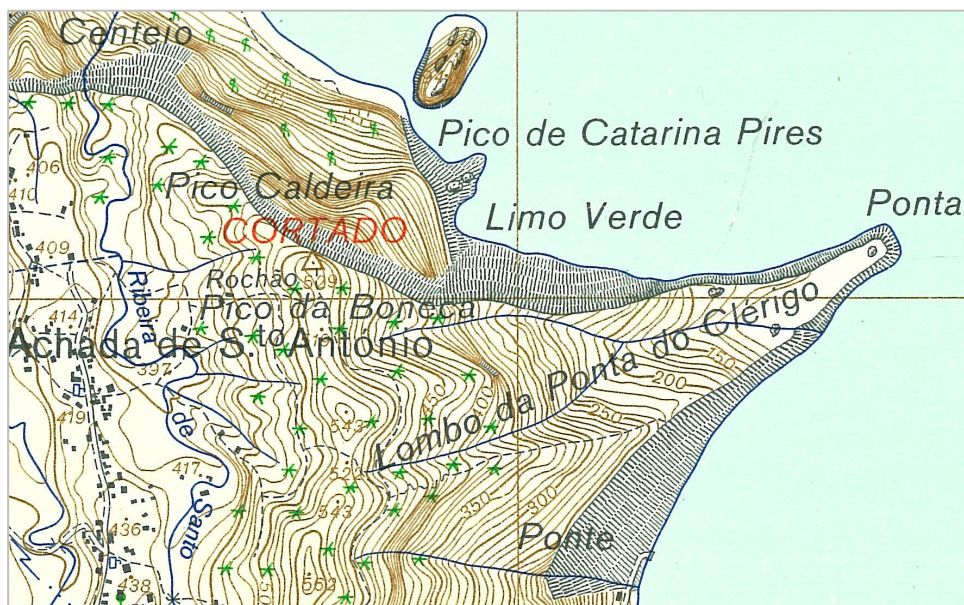 Centeio
Pico de Catarina Pires
406
410
Pico Caldeira
Limo Verde
Ponta
CORTADO
409
Rochão
509
Ribeira
Pico da Boneca
414
Achada de S.to António
397
Lombo da Ponta do Clérigo
150
200
250
419
450
400
543
de
417
350
300
543
Santo
Ponte
436
552
438